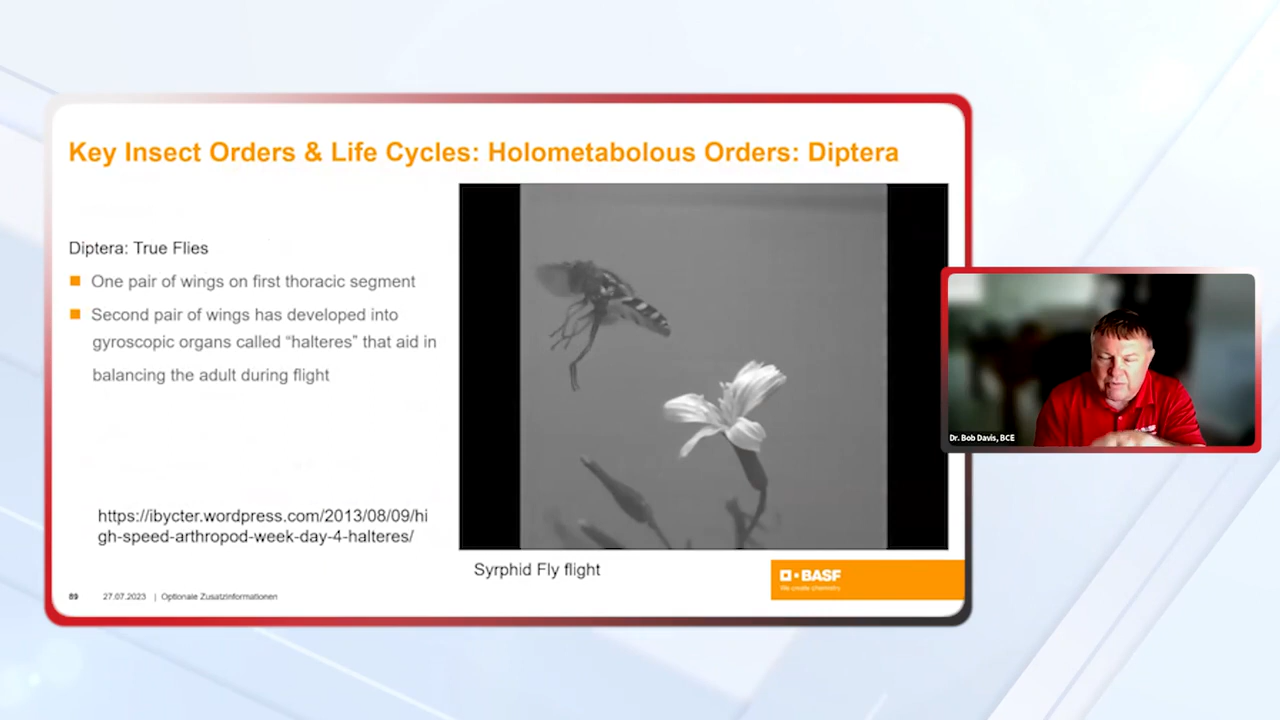 Key Insect Orders & Life Cycles: Holometabolous Orders: Diptera
Diptera: True Flies
One pair of wings on first thoracic segment
Second pair of wings has developed into
gyroscopic organs called “halteres” that aid in
balancing the adult during flight
https://ibycter.wordpress.com/2013/08/09/hi
gh-speed-arthropod-week-day-4-halteres/
Syrphid Fly flight
BASF
We create chemistry
89 27.07.2023 | Optionale Zusatzinformationen
Dr. Bob Davis, BCE